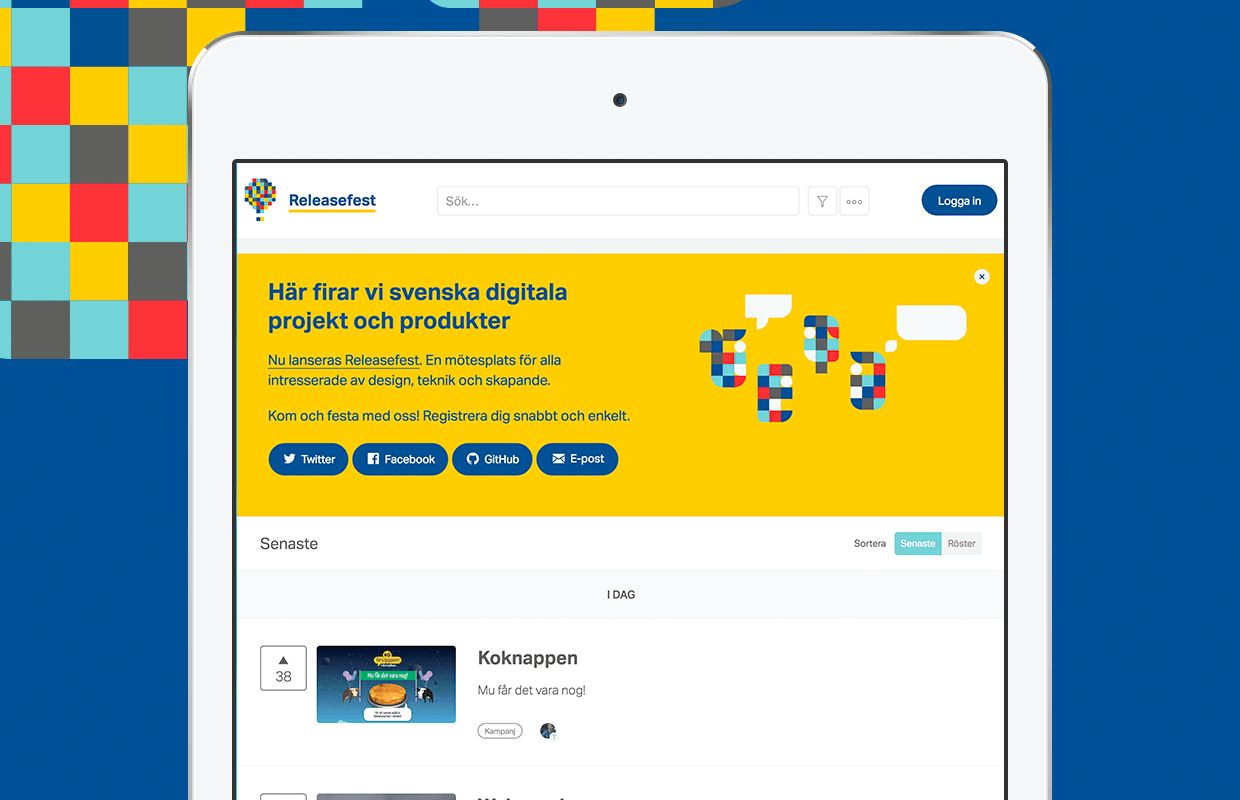 Releasefest
Sök...
Logga in
Här firar vi svenska digitala
projekt och produkter
Nu lanseras Releasefest. En mötesplats för alla
intresserade av design, teknik och skapande.
Kom och festa med oss! Registrera dig snabbt och enkelt.
Twitter
Facebook
GitHub
E-post
Senaste
Sortera
Senaste
Röster
I DAG
38
KO
knappen
Mu får det vara nog!
Koknappen
Mu får det vara nog!
Kampanj